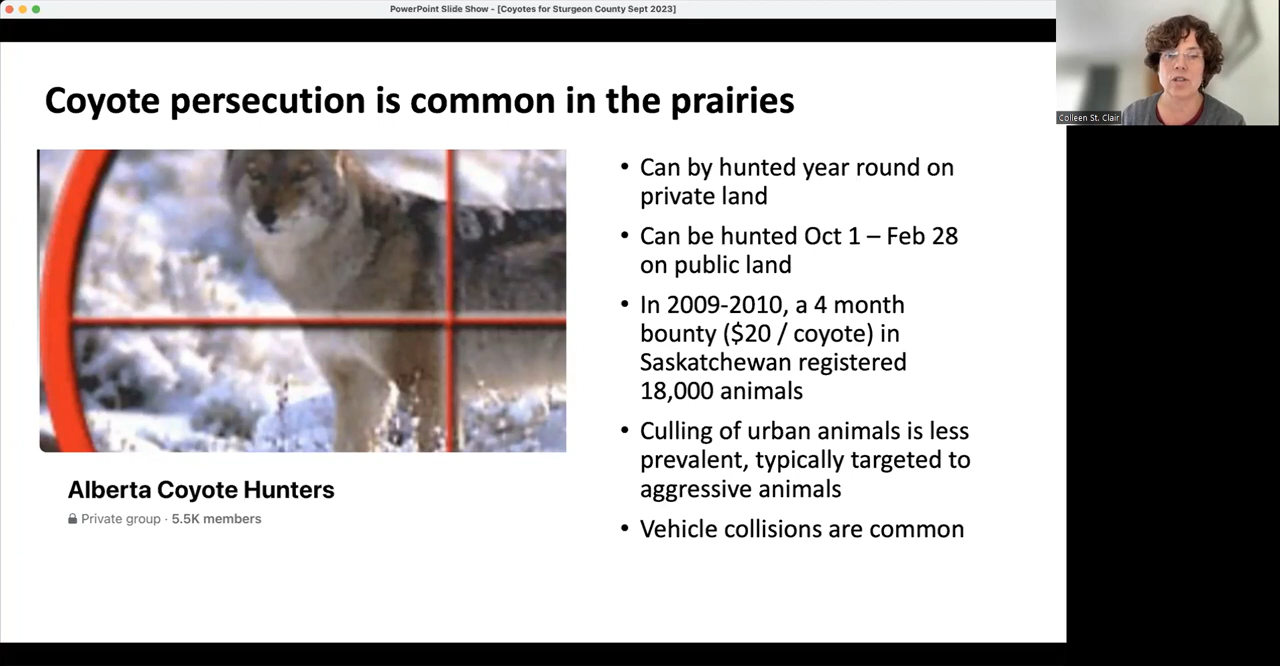 PowerPoint Slide Show - [Coyotes for Sturgeon County Sept 2023]
Colleen St. Clair
Coyote persecution is common in the prairies
• Can by hunted year round on
private land
• Can be hunted Oct 1 – Feb 28
on public land
• In 2009-2010, a 4 month
bounty ($20 / coyote) in
Saskatchewan registered
18,000 animals
• Culling of urban animals is less
prevalent, typically targeted to
aggressive animals
• Vehicle collisions are common
Alberta Coyote Hunters
Private group · 5.5K members